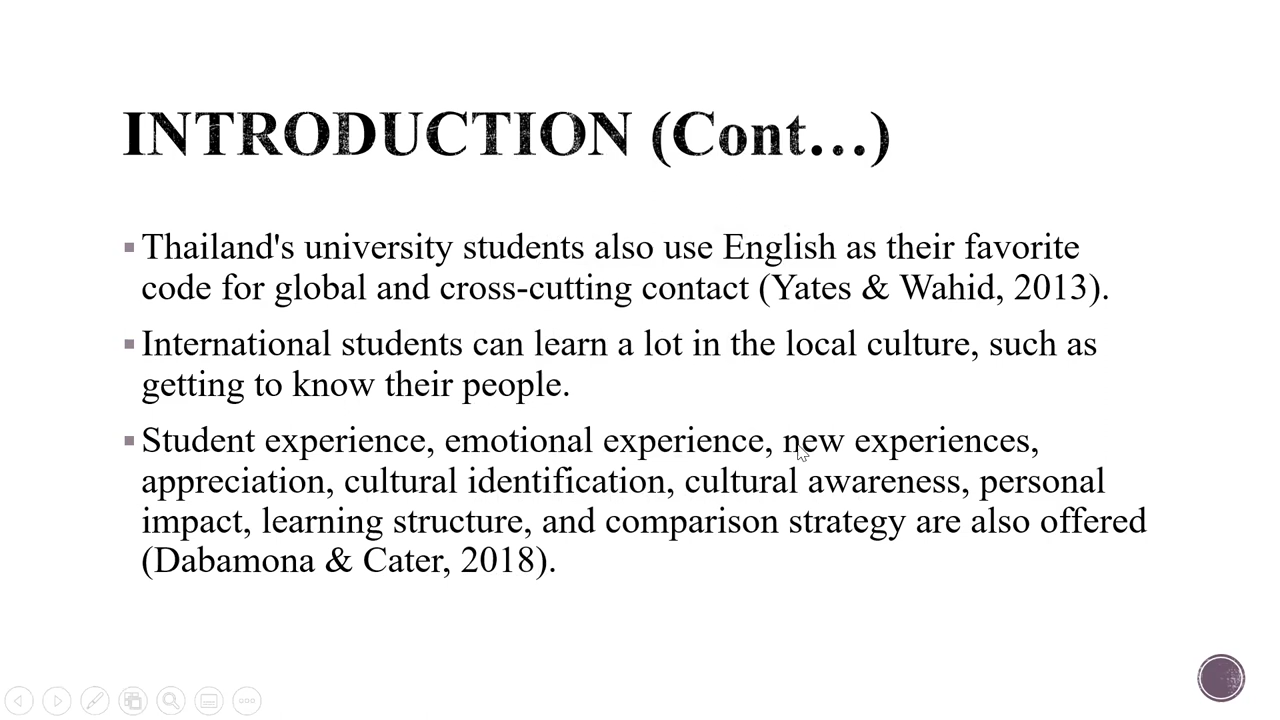 INTRODUCTION (Cont…)
Thailand's university students also use English as their favorite
code for global and cross-cutting contact (Yates & Wahid, 2013).
International students can learn a lot in the local culture, such as
getting to know their people.
Student experience, emotional experience, new experiences,
appreciation, cultural identification, cultural awareness, personal
impact, learning structure, and comparison strategy are also offered
(Dabamona & Cater, 2018).